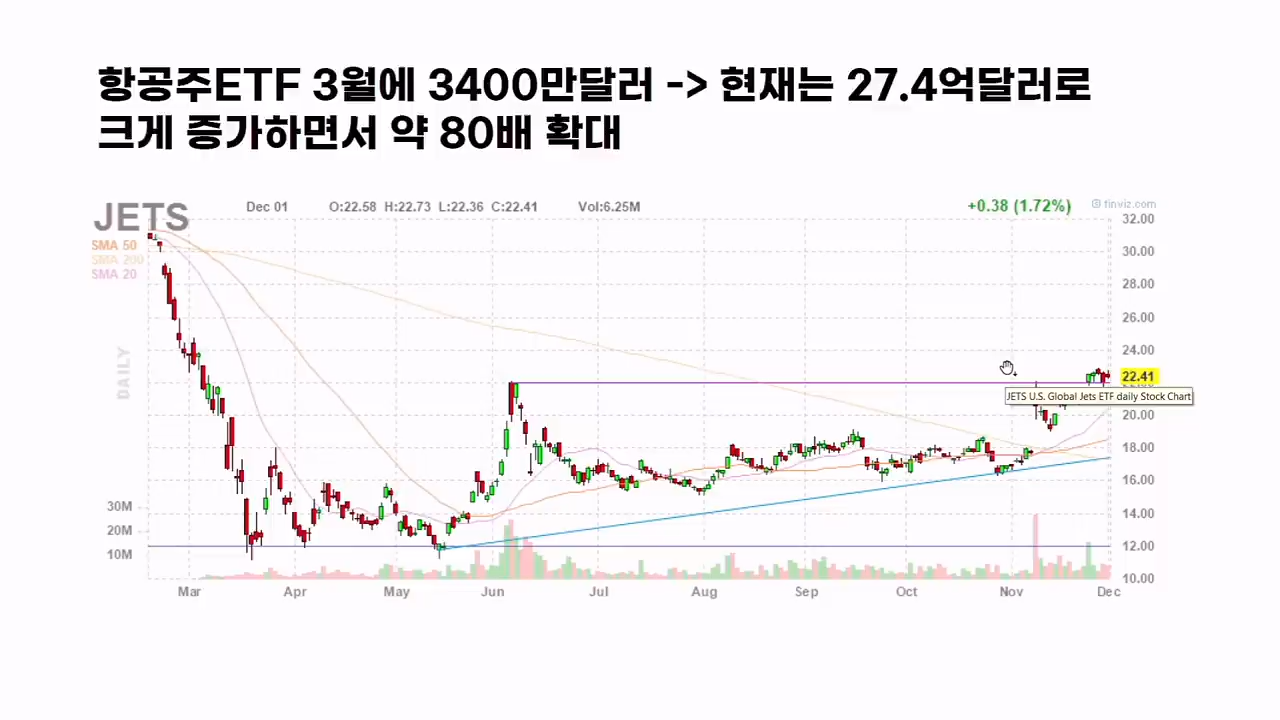 항공주ETF 3월에 3400만달러 -> 현재는 27.4억달러로
크게 증가하면서 약 80배 확대
JETS
Dec 01 O:22.58 H:22.73 L:22.36 C:22.41 Vol:6.25M +0.38 (1.72%) © finviz.com
SMA 50
SMA 200
SMA 20
DAILY
32.00
30.00
28.00
26.00
24.00
22.41
JETS U.S. Global Jets ETF daily Stock Chart
20.00
18.00
16.00
14.00
12.00
10.00
30M
20M
10M
Mar Apr May Jun Jul Aug Sep Oct Nov Dec